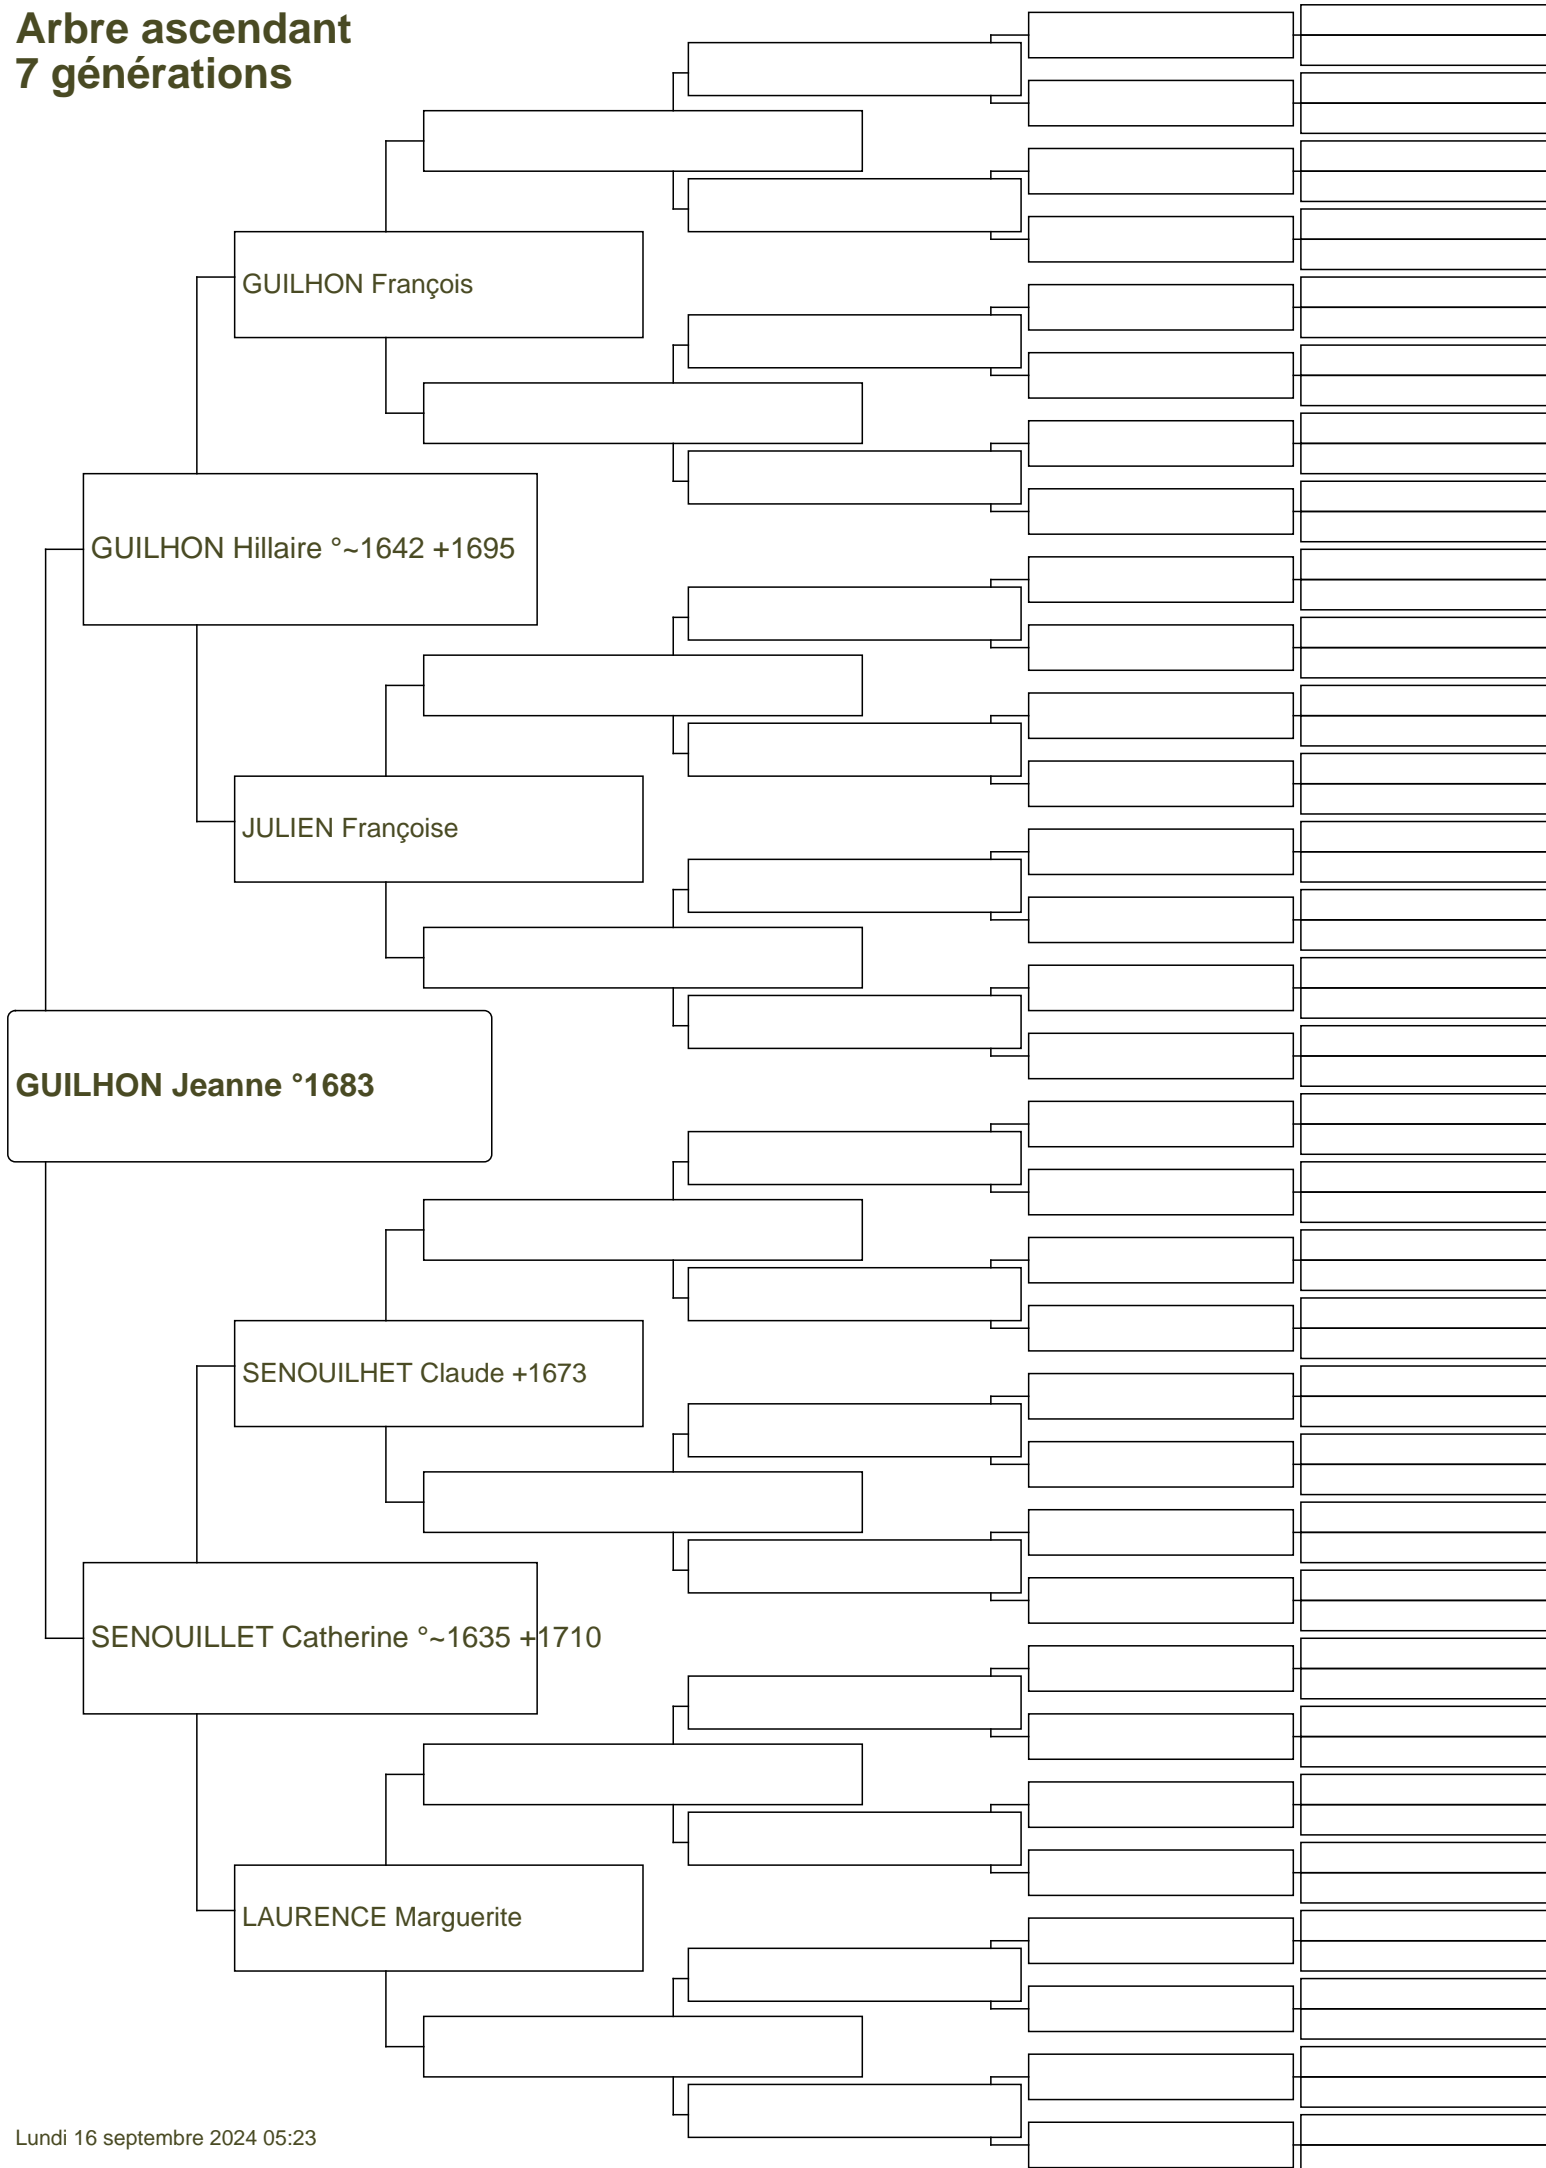 Arbre ascendant
7 générations
GUILHON François
GUILHON Hillaire °~1642 +1695
JULIEN Françoise
GUILHON Jeanne °1683
SENOUILHET Claude +1673
SENOUILLET Catherine °~1635 +1710
LAURENCE Marguerite
Lundi 16 septembre 2024 05:23